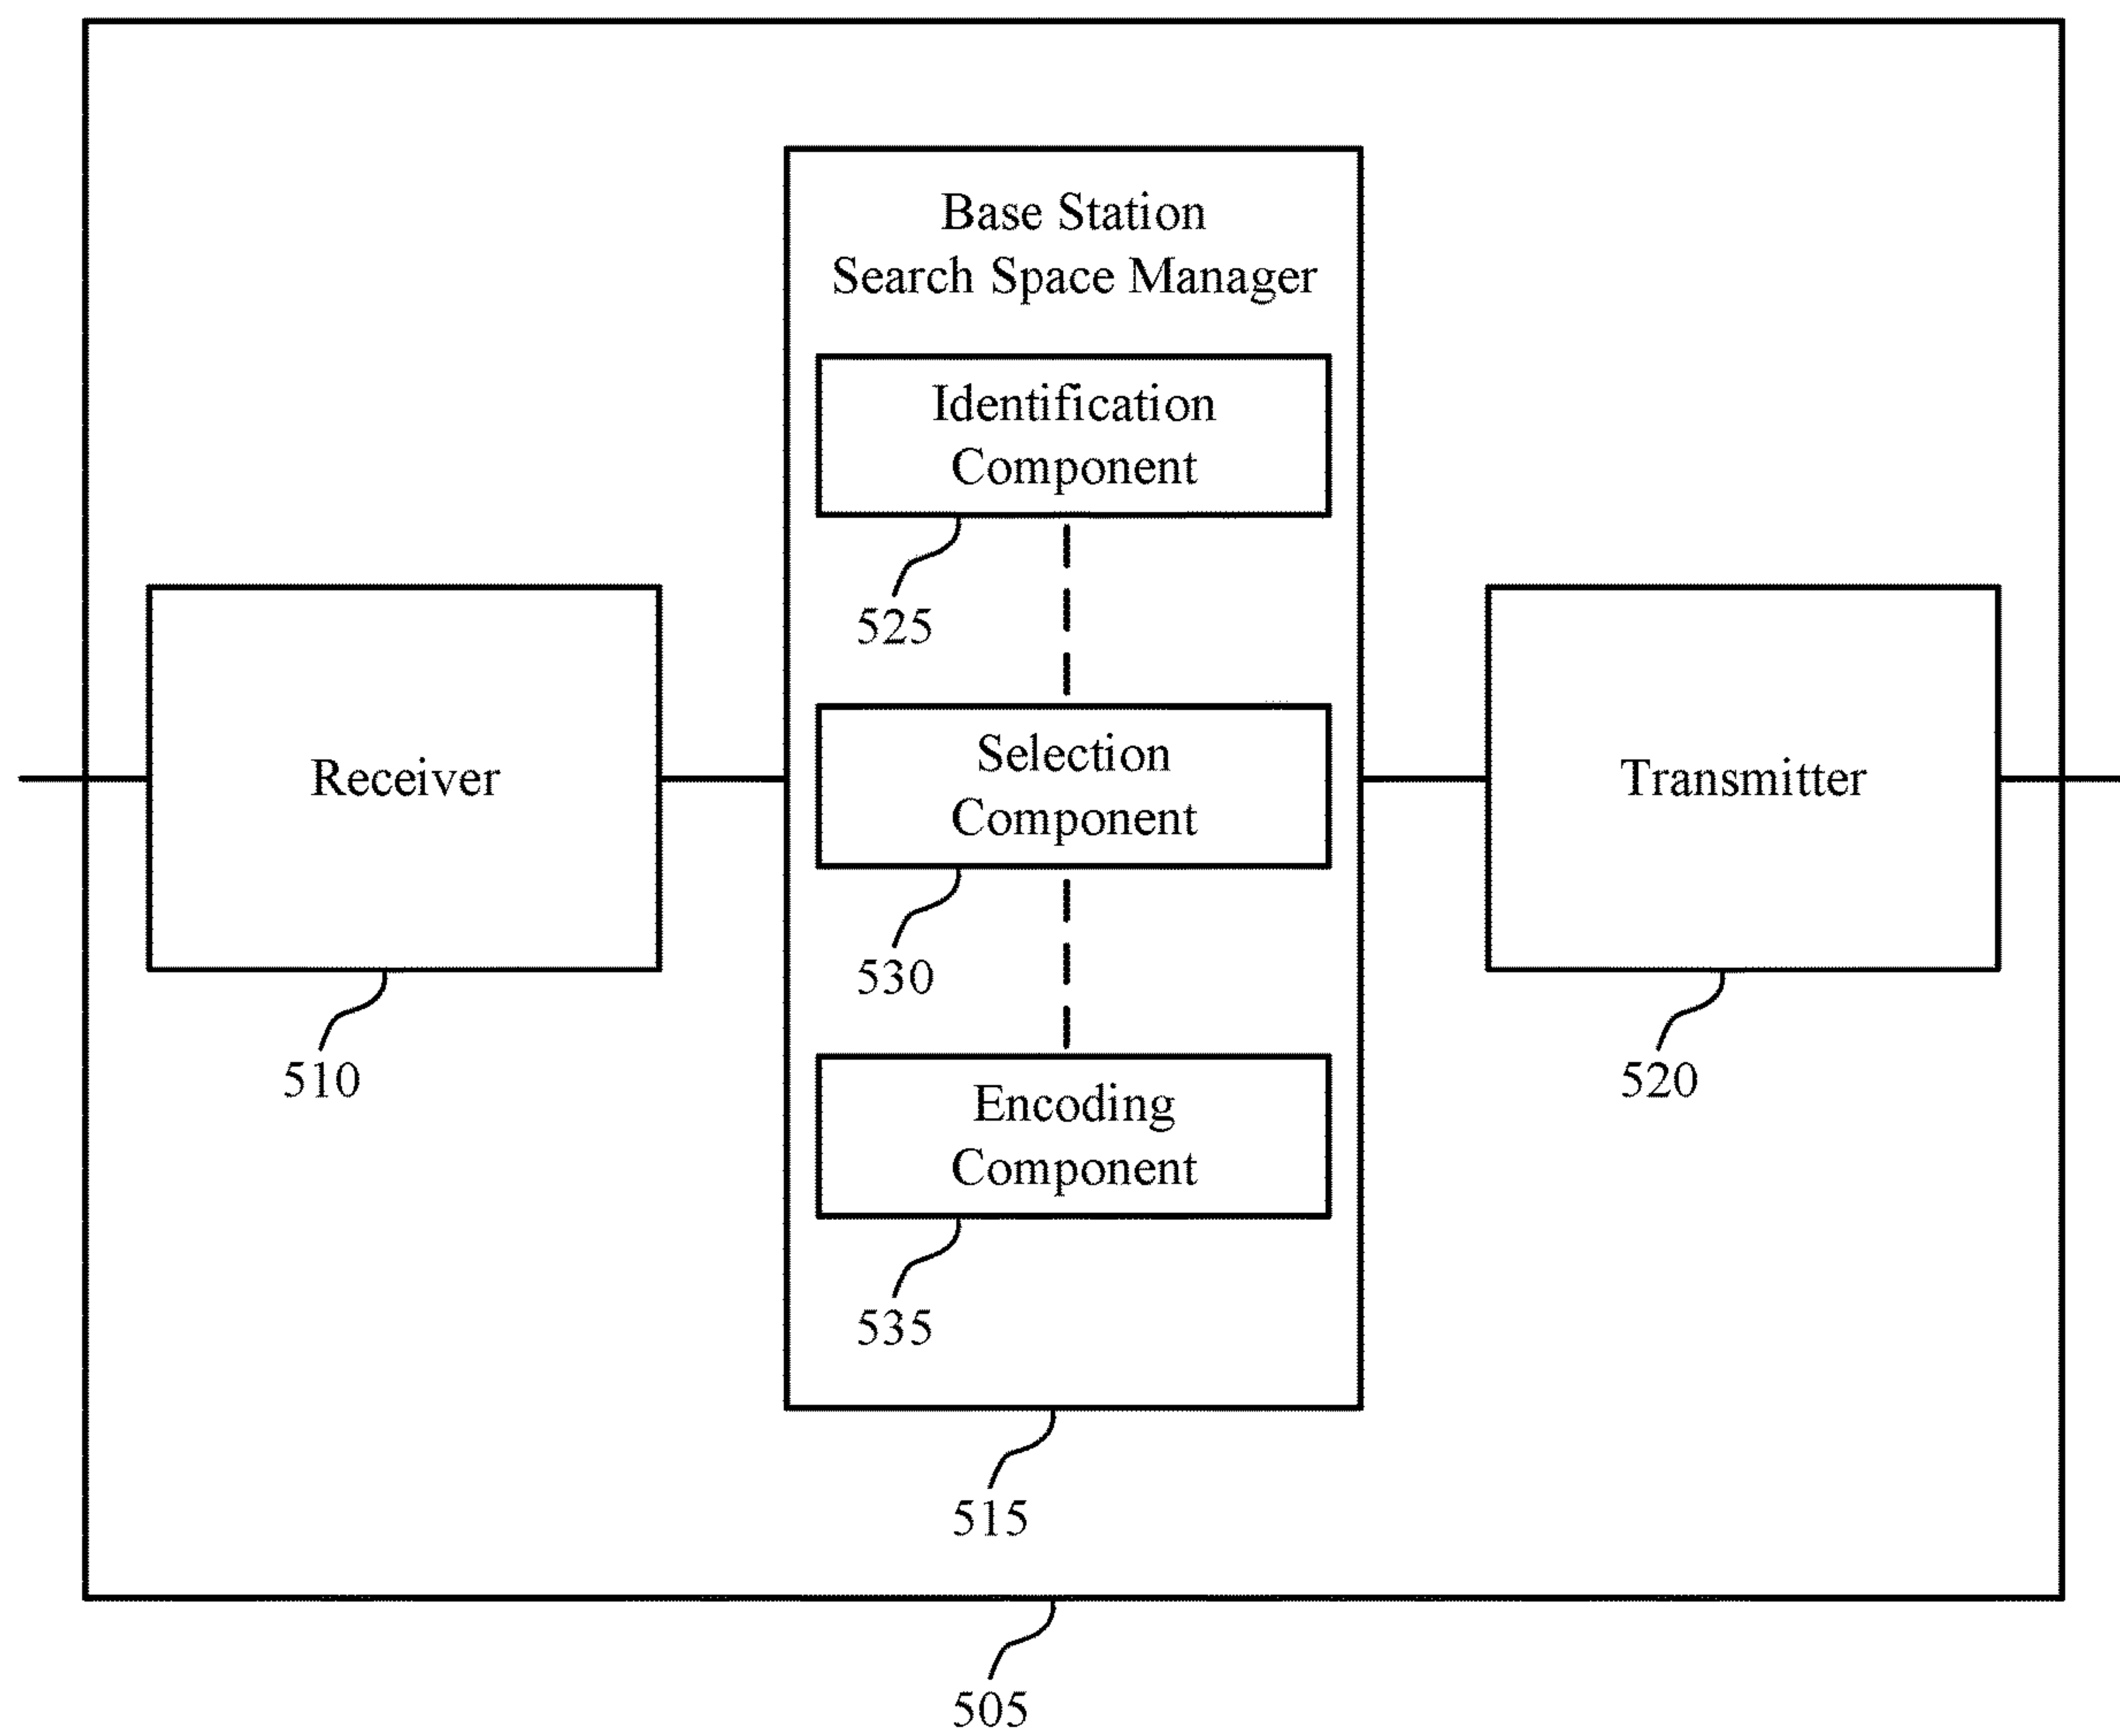 Base Station
Search Space Manager
Identification
Component
525
Receiver
510
Selection
Component
530
Transmitter
520
Encoding
Component
535
515
505